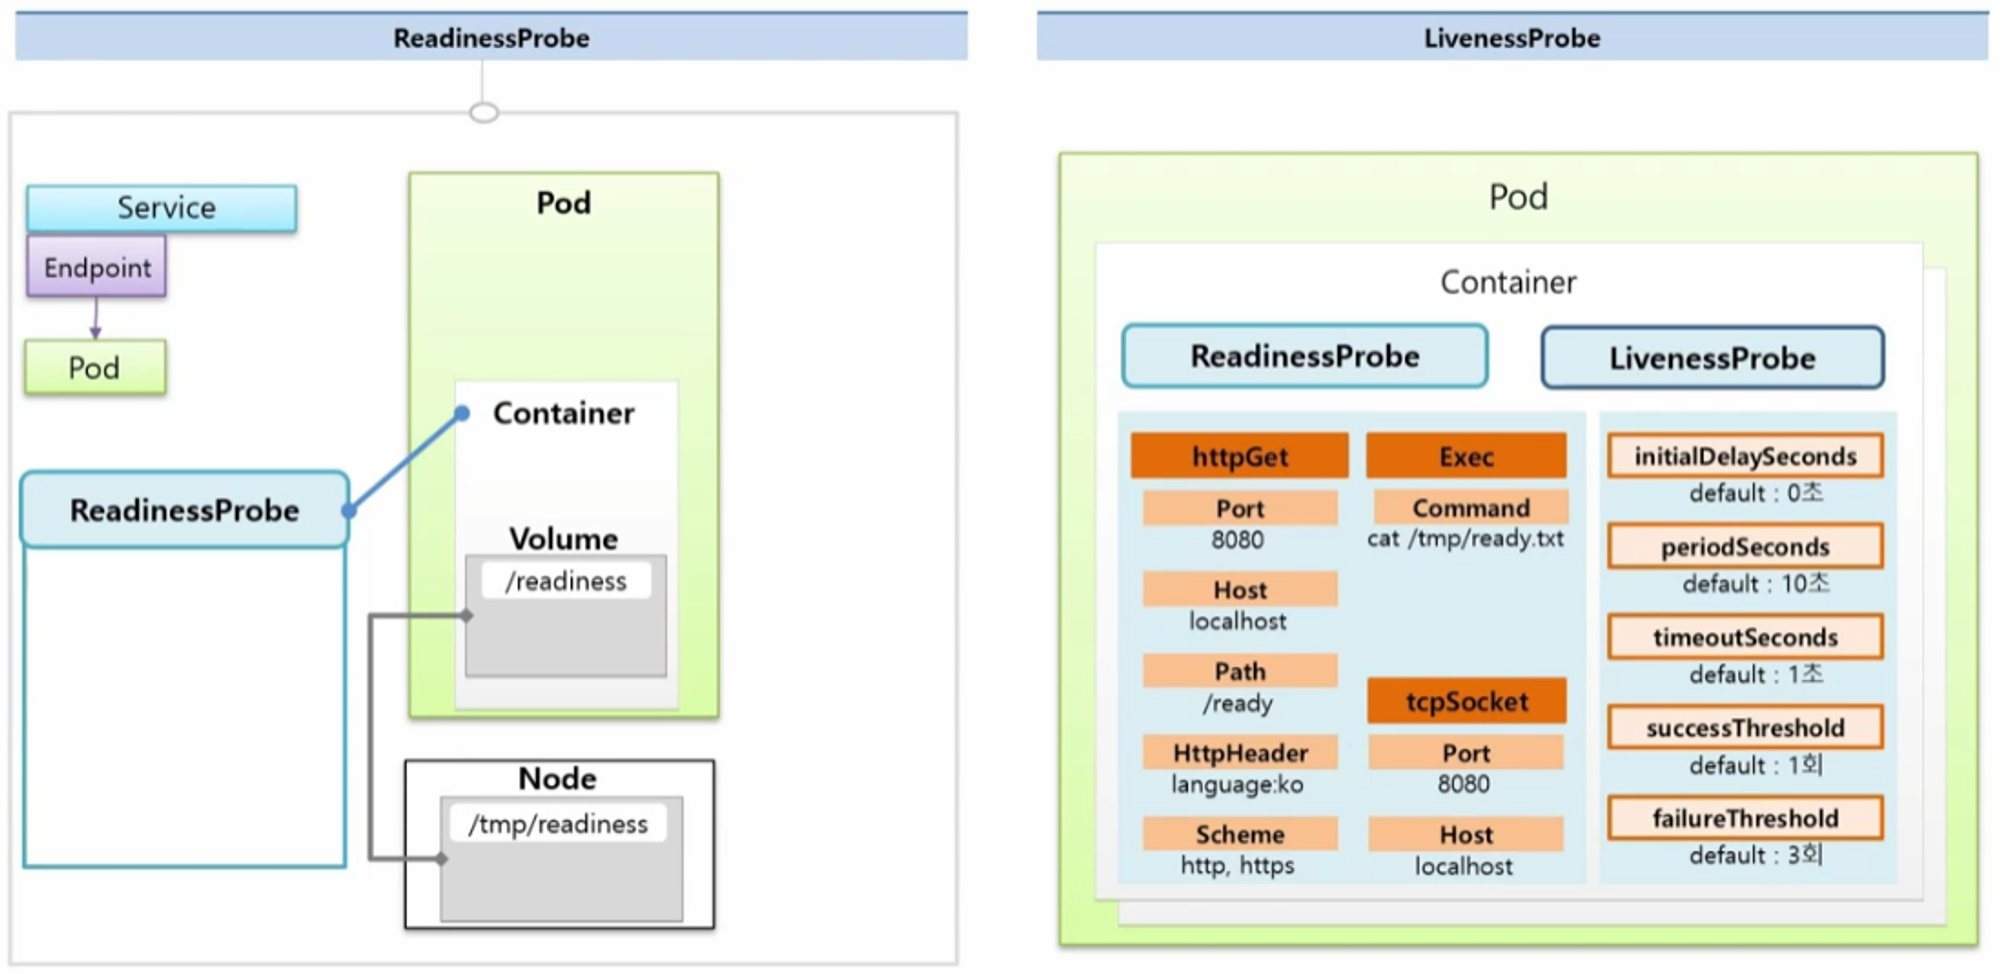 ReadinessProbe
Service
Endpoint
Pod
ReadinessProbe
Pod
Container
Volume
/readiness
Node
/tmp/readiness
LivenessProbe
Pod
Container
ReadinessProbe
LivenessProbe
httpGet
Port
8080
Host
localhost
Path
/ready
HttpHeader
language:ko
Scheme
http, https
Exec
Command
cat /tmp/ready.txt
tcpSocket
Port
8080
Host
localhost
initialDelaySeconds
default : 0초
periodSeconds
default : 10초
timeoutSeconds
default : 1초
successThreshold
default : 1회
failureThreshold
default : 3회